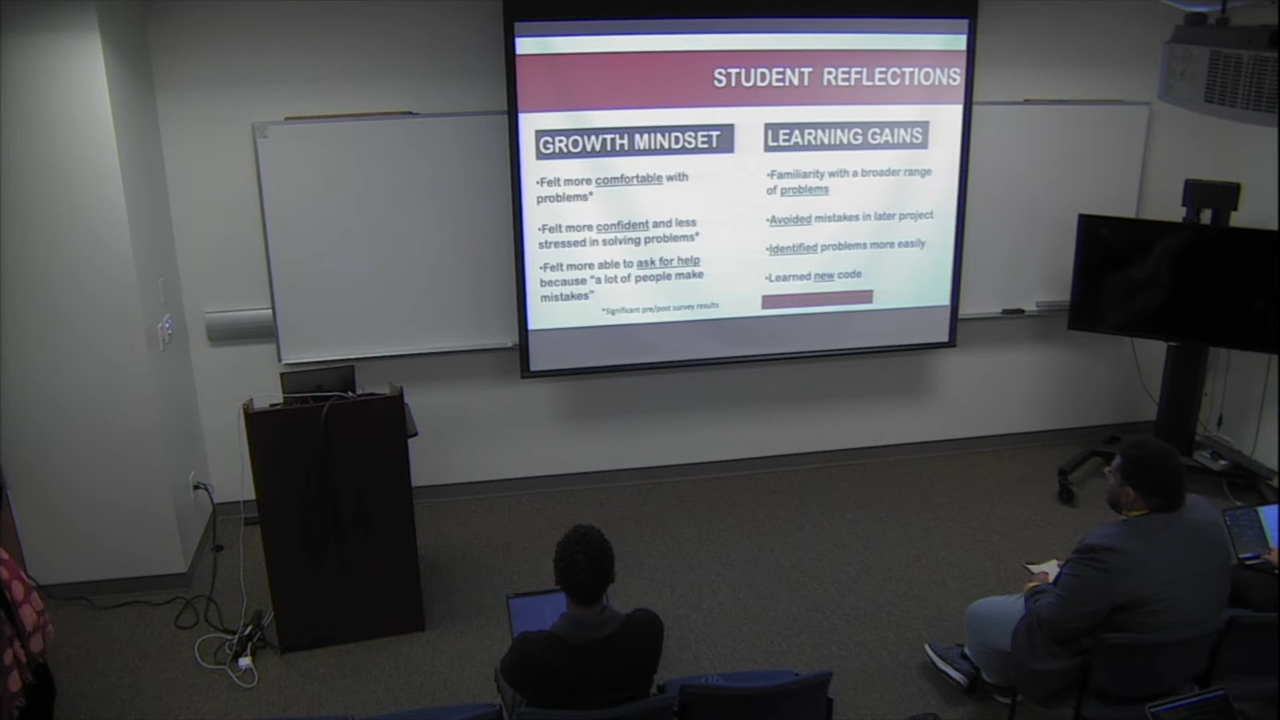 STUDENT REFLECTIONS
GROWTH MINDSET
•Felt more comfortable with
problems*
•Felt more confident and less
stressed in solving problems*
•Felt more able to ask for help
because "a lot of people make
mistakes"
*Significant pre/post survey results
LEARNING GAINS
•Familiarity with a broader range
of problems
•Avoided mistakes in later project
•Identified problems more easily
•Learned new code